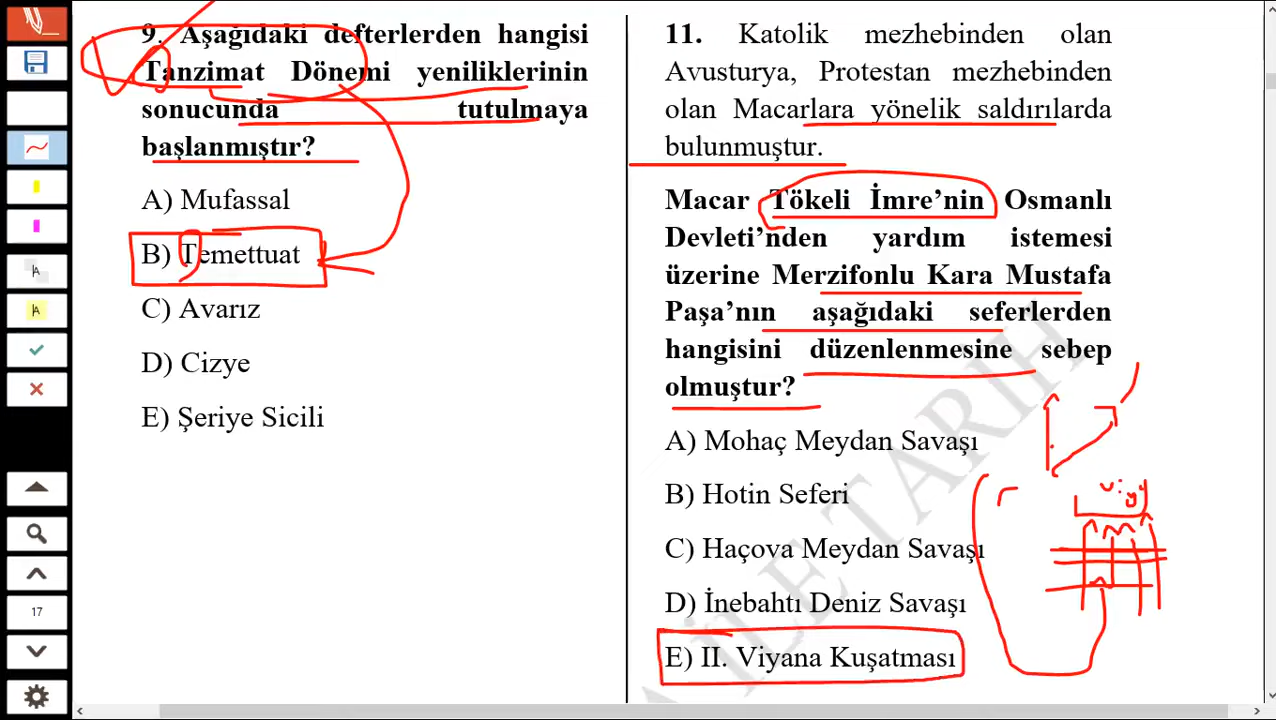 9. Aşağıdaki defterlerden hangisi
Tanzimat Dönemi yeniliklerinin
sonucunda tutulmaya
başlanmıştır?
A) Mufassal
B) Temettuat
C) Avarız
D) Cizye
E) Şeriye Sicili
11. Katolik mezhebinden olan
Avusturya, Protestan mezhebinden
olan Macarlara yönelik saldırılarda
bulunmuştur.
Macar Tökeli İmre’nin Osmanlı
Devleti’nden yardım istemesi
üzerine Merzifonlu Kara Mustafa
Paşa’nın aşağıdaki seferlerden
hangisini düzenlenmesine sebep
olmuştur?
A) Mohaç Meydan Savaşı
B) Hotin Seferi
C) Haçova Meydan Savaşı
D) İnebahtı Deniz Savaşı
E) II. Viyana Kuşatması
A İLE TARİH
17